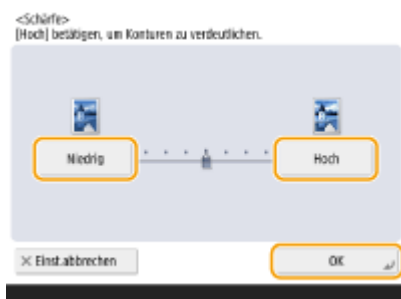 <Schärfe>
[Hoch] betätigen, um Konturen zu verdeutlichen.
Niedrig
Hoch
× Einst.abbrechen
OK